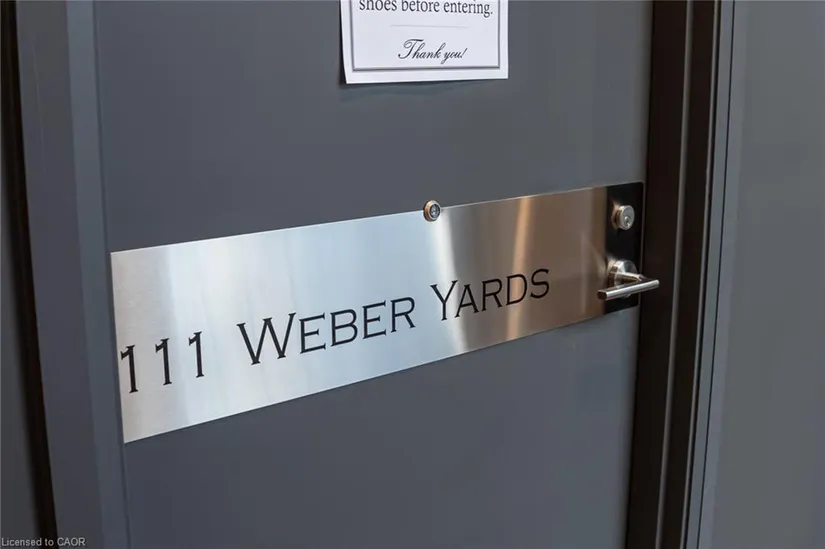 shoes before entering.
Thank you!
111 WEBER YARDS
Licensed to CAOR